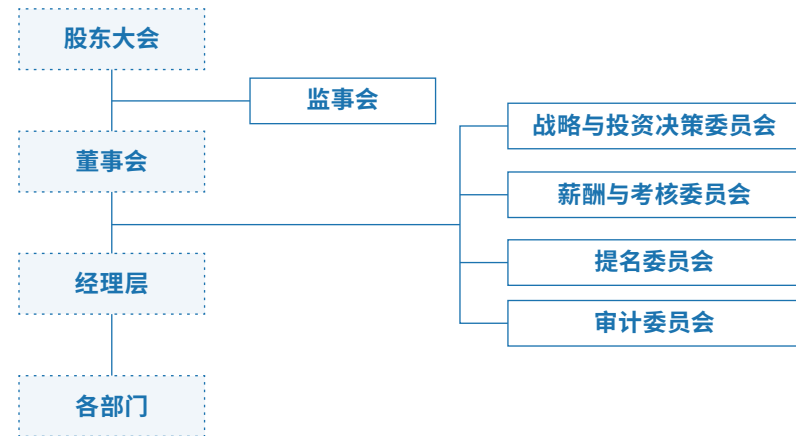 股东大会
监事会
战略与投资决策委员会
董事会
薪酬与考核委员会
提名委员会
经理层
审计委员会
各部门